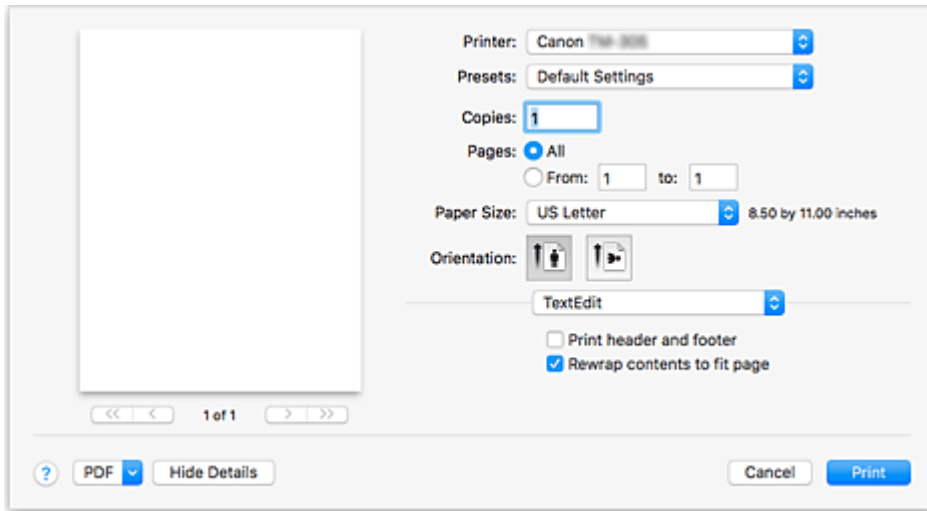 Printer: Canon
Presets: Default Settings
Copies: 1
Pages: All
From: 1 to: 1
Paper Size: US Letter 8.50 by 11.00 inches
Orientation:
TextEdit
Print header and footer
Rewrap contents to fit page
<< < 1 of 1 > >>
? PDF Hide Details Cancel Print